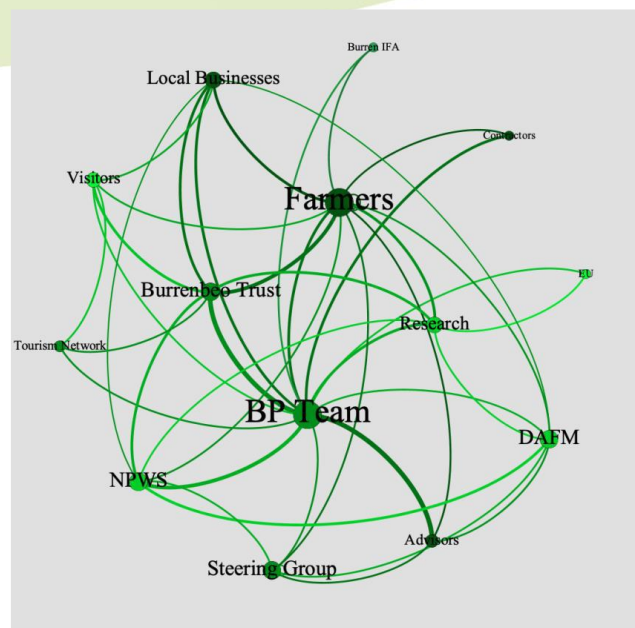 Burren IFA
Local Businesses
Contractors
Visitors
Farmers
EU
Burrenbeo Trust
Research
Tourism Network
BP Team
DAFM
NPWS
Advisors
Steering Group